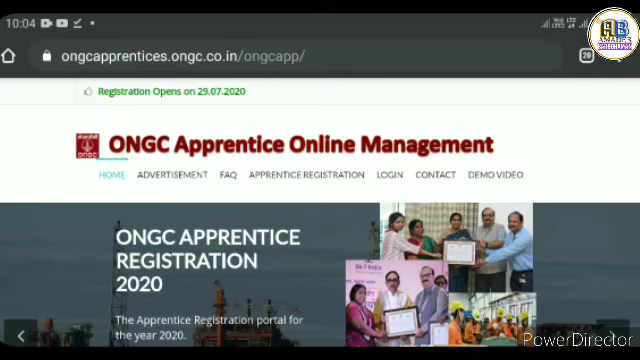 10:04
ongcapprentices.ongc.co.in/ongcapp/
20
Registration Opens on 29.07.2020
ongc
ONGC Apprentice Online Management
HOME ADVERTISEMENT FAQ APPRENTICE REGISTRATION LOGIN CONTACT DEMO VIDEO
ONGC APPRENTICE
REGISTRATION
2020
The Apprentice Registration portal for
the year 2020.
PowerDirector